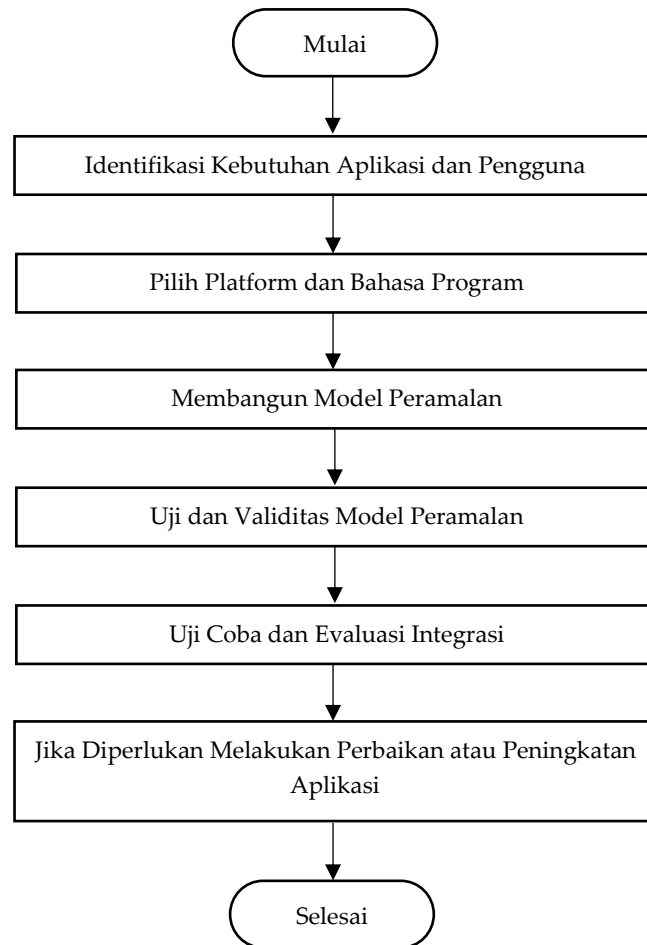 Mulai
Identifikasi Kebutuhan Aplikasi dan Pengguna
Pilih Platform dan Bahasa Program
Membangun Model Peramalan
Uji dan Validitas Model Peramalan
Uji Coba dan Evaluasi Integrasi
Jika Diperlukan Melakukan Perbaikan atau Peningkatan
Aplikasi
Selesai